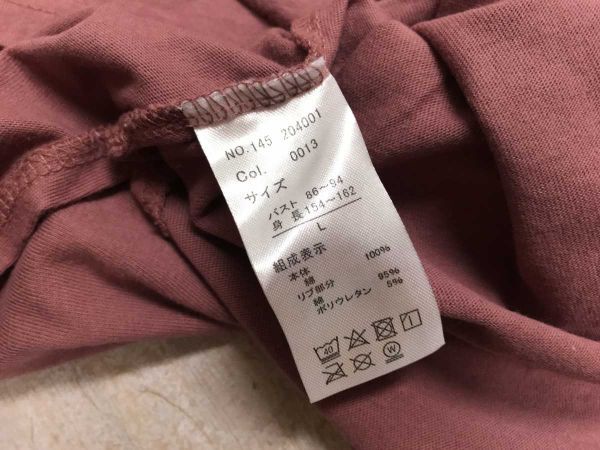 NO.145 204001
Col. 0013
サイズ
バスト 86～94
身 長154～162
L
組成表示
本体
綿 100%
リブ部分
綿 95%
ポリウレタン 5%
40
W